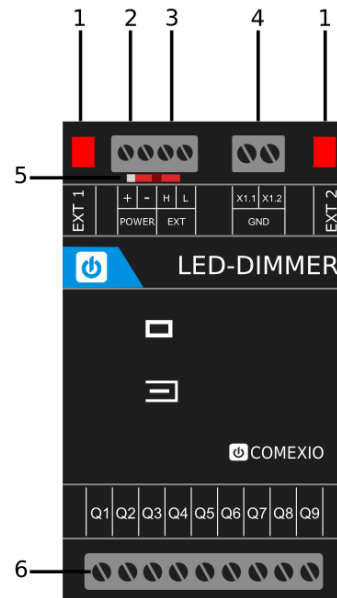 1 2 3 4 1
5
EXT 1
+ - H L
POWER EXT
X1.1 X1.2
GND
EXT 2
LED-DIMMER
COMEXIO
Q1 Q2 Q3 Q4 Q5 Q6 Q7 Q8 Q9
6